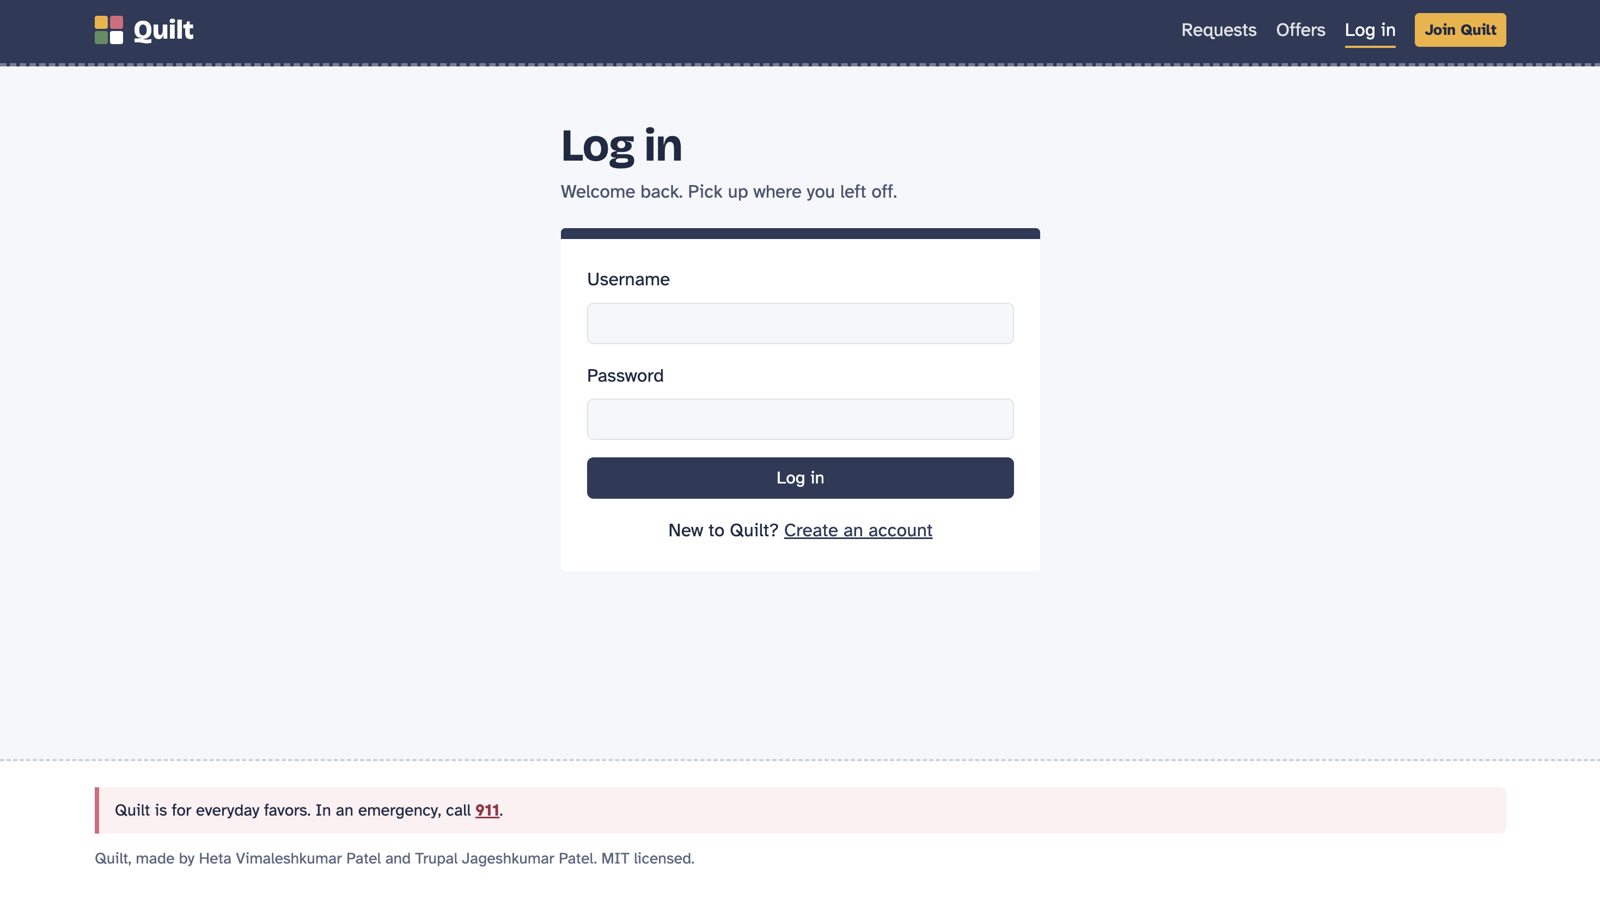 Quilt
Requests
Offers
Log in
Join Quilt
Log in
Welcome back. Pick up where you left off.
Username
Password
Log in
New to Quilt? Create an account
Quilt is for everyday favors. In an emergency, call 911.
Quilt, made by Heta Vimaleshkumar Patel and Trupal Jageshkumar Patel. MIT licensed.